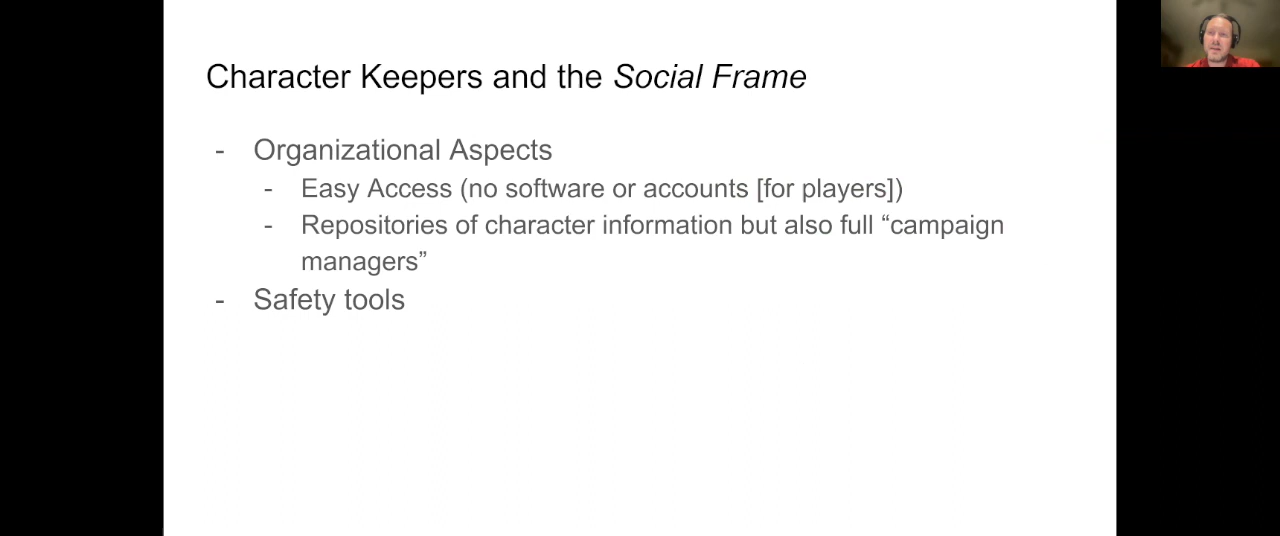 Character Keepers and the Social Frame
- Organizational Aspects
- Easy Access (no software or accounts [for players])
- Repositories of character information but also full “campaign
managers”
- Safety tools